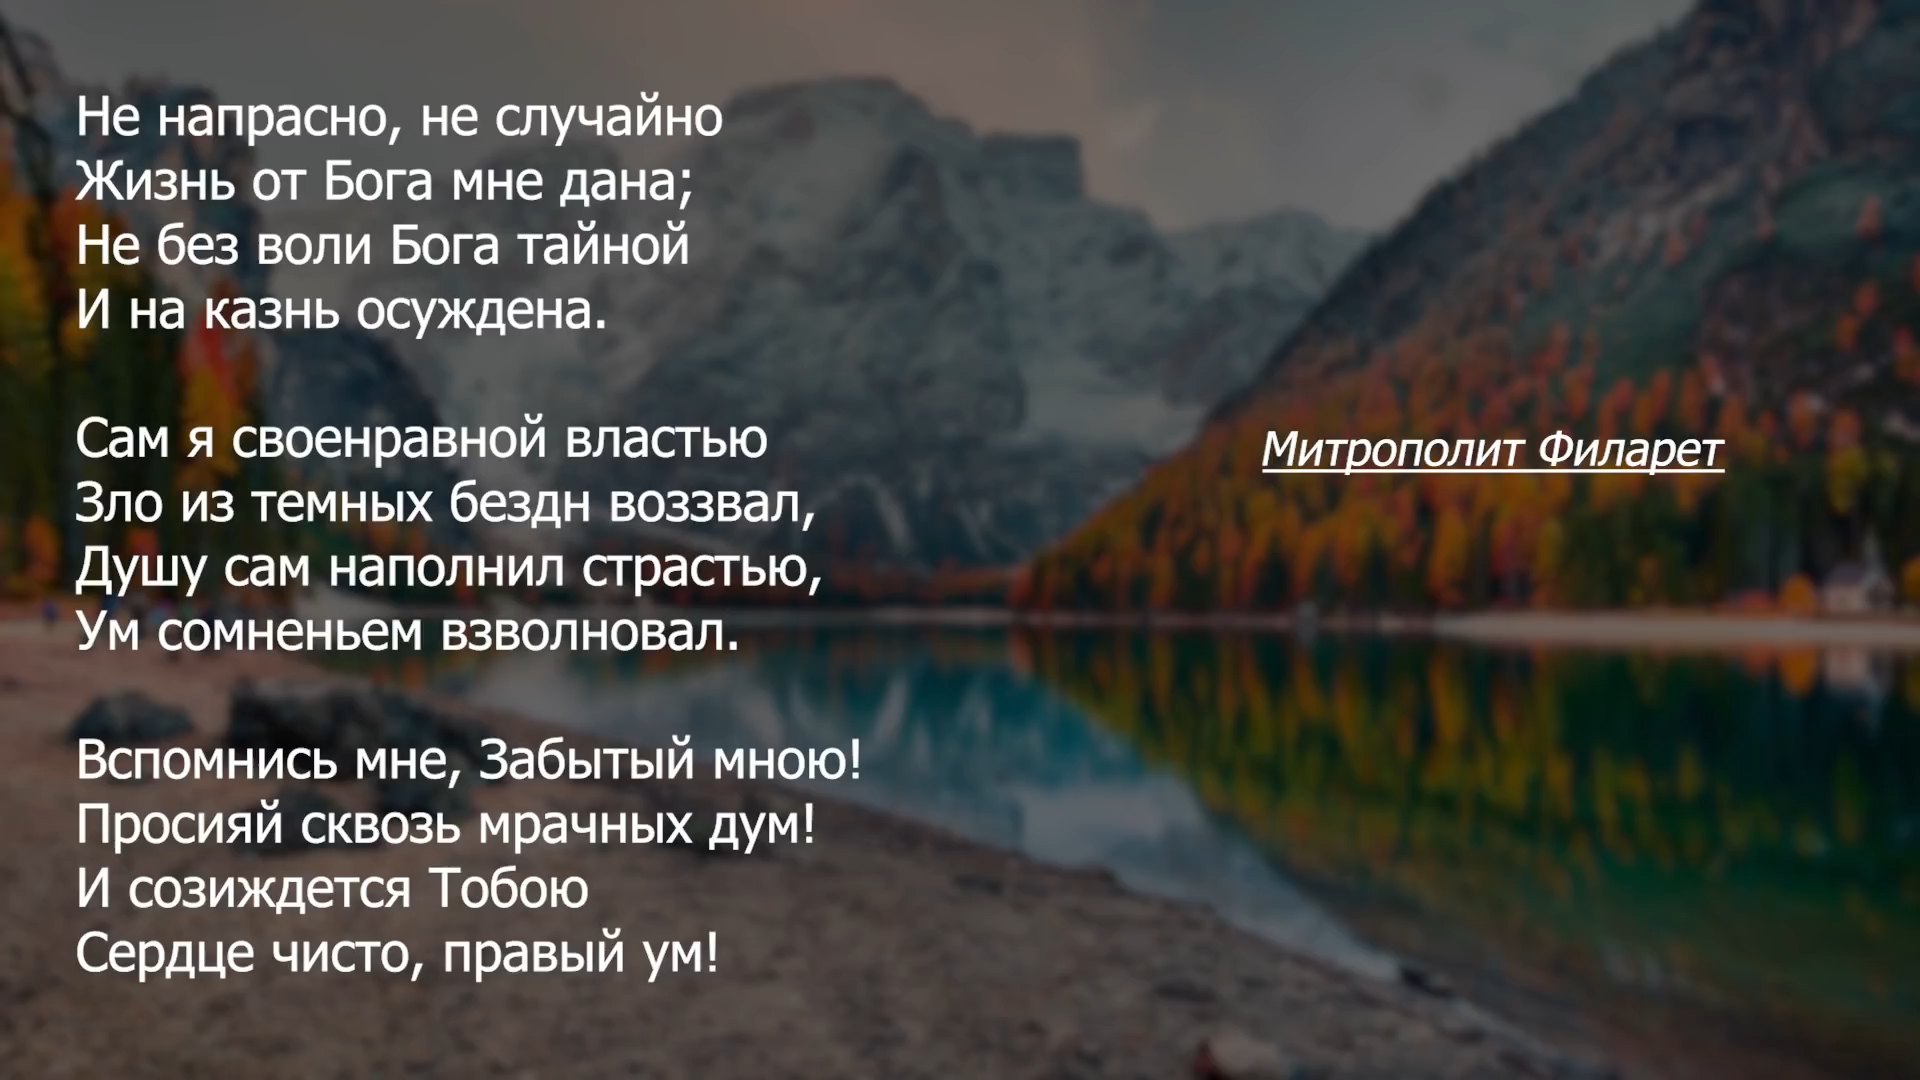 Не напрасно, не случайно
Жизнь от Бога мне дана;
Не без воли Бога тайной
И на казнь осуждена.
Сам я своенравной властью
Зло из темных бездн воззвал,
Душу сам наполнил страстью,
Ум сомненьем взволновал.
Вспомнись мне, Забытый мною!
Просияй сквозь мрачных дум!
И созиждется Тобою
Сердце чисто, правый ум!
Митрополит Филарет